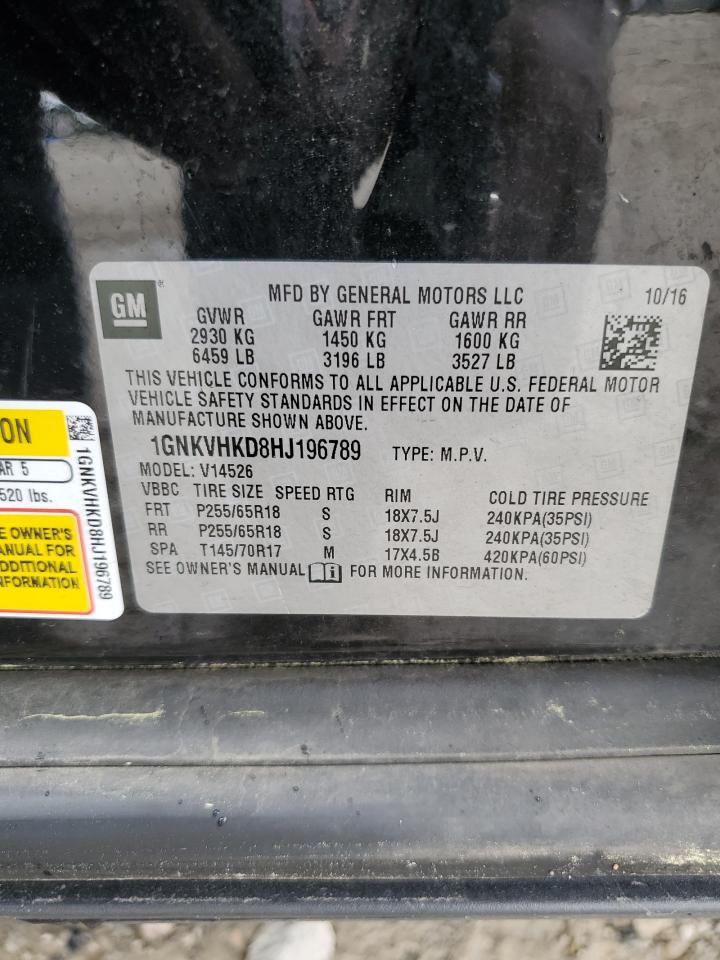 GM
®
MFD BY GENERAL MOTORS LLC 10/16
GVWR GAWR FRT GAWR RR
2930 KG 1450 KG 1600 KG
6459 LB 3196 LB 3527 LB
THIS VEHICLE CONFORMS TO ALL APPLICABLE U.S. FEDERAL MOTOR
VEHICLE SAFETY STANDARDS IN EFFECT ON THE DATE OF
MANUFACTURE SHOWN ABOVE.
1GNKVHKD8HJ196789 TYPE: M.P.V.
MODEL: V14526
VBBC TIRE SIZE SPEED RTG RIM COLD TIRE PRESSURE
FRT P255/65R18 S 18X7.5J 240KPA(35PSI)
RR P255/65R18 S 18X7.5J 240KPA(35PSI)
SPA T145/70R17 M 17X4.5B 420KPA(60PSI)
SEE OWNER'S MANUAL FOR MORE INFORMATION.
ON
AR 5
520 lbs.
E OWNER'S
ANUAL FOR
DDITIONAL
FORMATION
1GNKVHKD8HJ196789